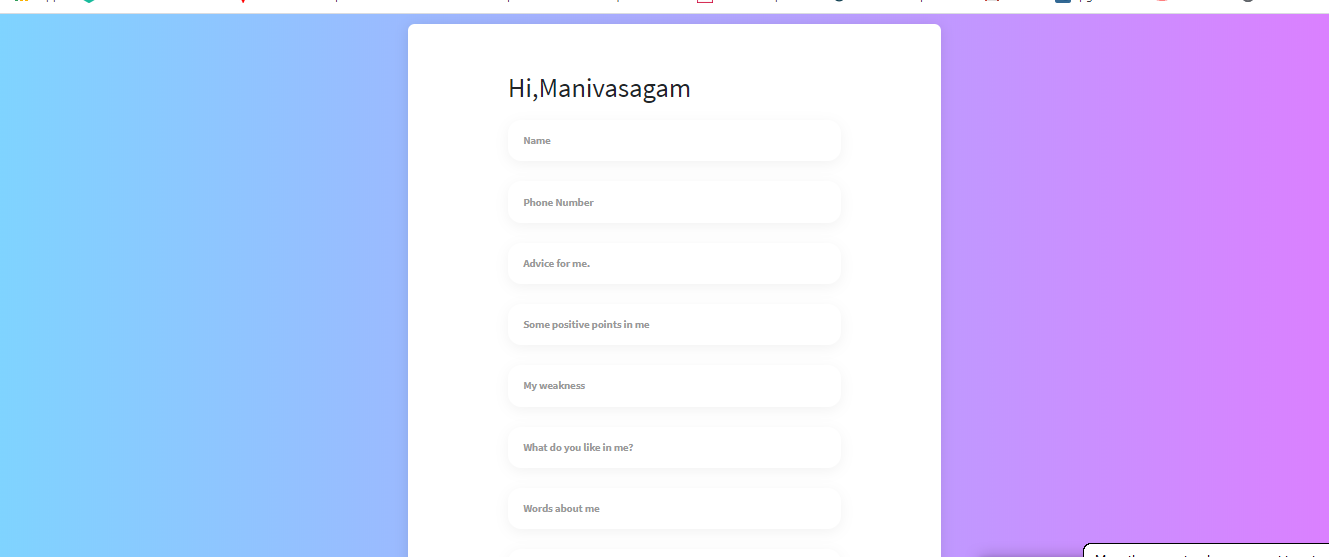 Hi,Manivasagam
Name
Phone Number
Advice for me.
Some positive points in me
My weakness
What do you like in me?
Words about me